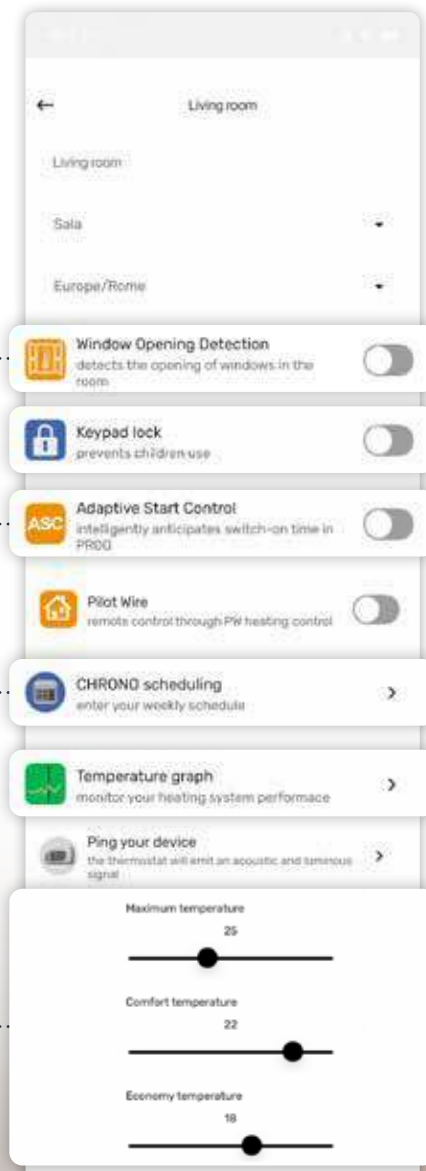 Living room
Living room
Sala
Europe/Rome
Window Opening Detection
detects the opening of windows in the
room
Keypad lock
prevents children use
ASC
Adaptive Start Control
intelligently anticipates switch-on time in
PROG
Pilot Wire
remote control through PW heating control
CHRONO scheduling
enter your weekly schedule
Temperature graph
monitor your heating system performace
Ping your device
the thermostat will emit an acoustic and luminous
signal
Maximum temperature
25
Comfort temperature
22
Economy temperature
18